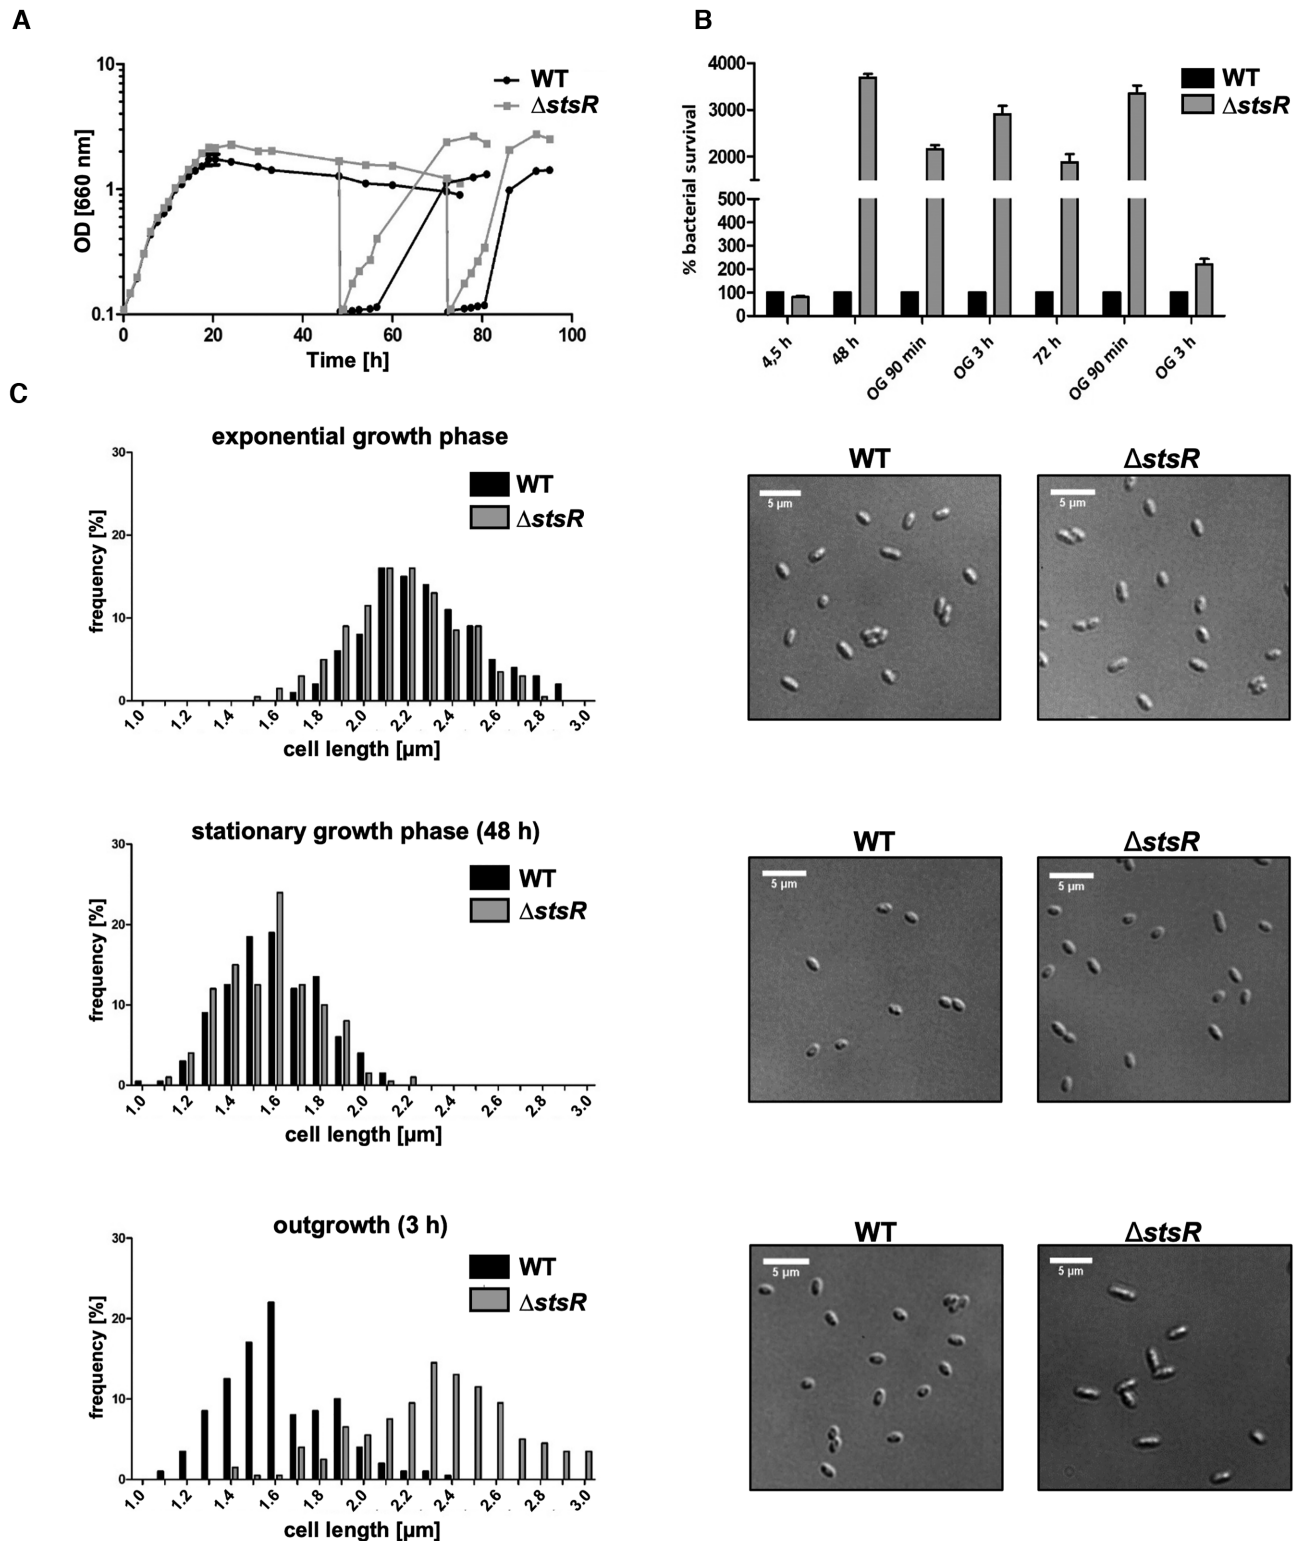 A
B
10
1
0.1
OD [660 nm]
0
20
40
60
80
100
Time [h]
WT
ΔstsR
4000
3000
2000
500
400
300
200
100
0
% bacterial survival
WT
ΔstsR
4,5 h
48 h
OG 90 min
OG 3 h
72 h
OG 90 min
OG 3 h
C
exponential growth phase
30
20
10
0
frequency [%]
WT
ΔstsR
1.0 1.2 1.4 1.6 1.8 2.0 2.2 2.4 2.6 2.8 3.0
cell length [µm]
WT
5 µm
ΔstsR
5 µm
stationary growth phase (48 h)
30
20
10
0
frequency [%]
WT
ΔstsR
1.0 1.2 1.4 1.6 1.8 2.0 2.2 2.4 2.6 2.8 3.0
cell length [µm]
WT
5 µm
ΔstsR
5 µm
outgrowth (3 h)
30
20
10
0
frequency [%]
WT
ΔstsR
1.0 1.2 1.4 1.6 1.8 2.0 2.2 2.4 2.6 2.8 3.0
cell length [µm]
WT
5 µm
ΔstsR
5 µm